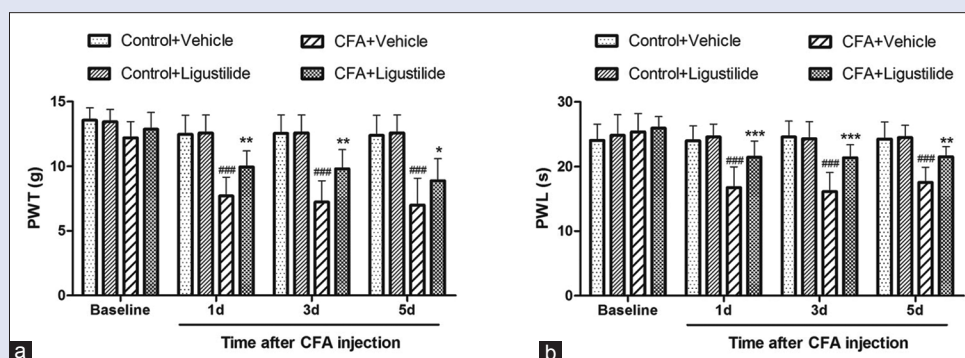 Control+Vehicle CFA+Vehicle
Control+Ligustilide CFA+Ligustilide
PWT (g)
15
10
5
0
** ** *
### ### ###
Baseline 1d 3d 5d
Time after CFA injection
a
Control+Vehicle CFA+Vehicle
Control+Ligustilide CFA+Ligustilide
PWL (s)
30
20
10
0
*** *** **
### ### ###
Baseline 1d 3d 5d
Time after CFA injection
b